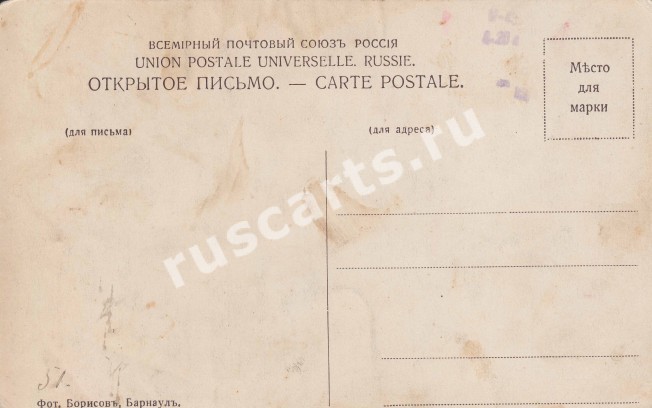 ВСЕМІРНЫЙ ПОЧТОВЫЙ СОЮЗЪ РОССІЯ
UNION POSTALE UNIVERSELLE. RUSSIE.
ОТКРЫТОЕ ПИСЬМО. — CARTE POSTALE.
Мѣсто
для
марки
(для письма)
(для адреса)
ruscarts.ru
51.
Фот. Борисовъ, Барнаулъ.